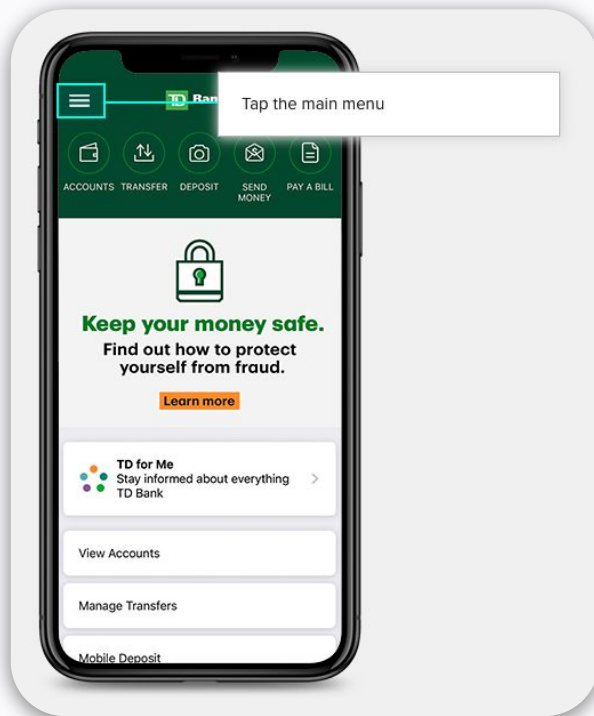 Tap the main menu
TD Ban
ACCOUNTS TRANSFER DEPOSIT SEND MONEY PAY A BILL
Keep your money safe.
Find out how to protect
yourself from fraud.
Learn more
TD for Me
Stay informed about everything
TD Bank
View Accounts
Manage Transfers
Mobile Deposit